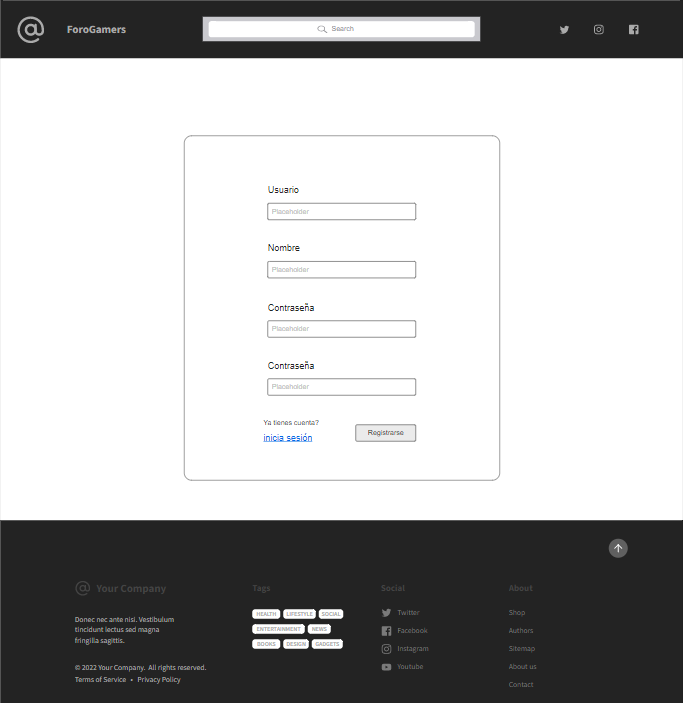 ForoGamers
Search
Usuario
Placeholder
Nombre
Placeholder
Contraseña
Placeholder
Contraseña
Placeholder
Ya tienes cuenta?
inicia sesión
Registrarse
@ Your Company
Donec nec ante nisi. Vestibulum
tincidunt lectus sed magna
fringilla sagittis.
© 2022 Your Company. All rights reserved.
Terms of Service • Privacy Policy
Tags
HEALTH LIFESTYLE SOCIAL
ENTERTAINMENT NEWS
BOOKS DESIGN GADGETS
Social
Twitter
Facebook
Instagram
Youtube
About
Shop
Authors
Sitemap
About us
Contact